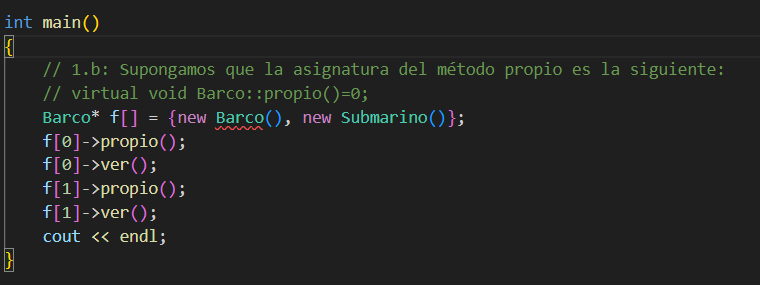 int main()
{
// 1.b: Supongamos que la asignatura del método propio es la siguiente:
// virtual void Barco::propio()=0;
Barco* f[] = {new Barco(), new Submarino()};
f[0]->propio();
f[0]->ver();
f[1]->propio();
f[1]->ver();
cout << endl;
}